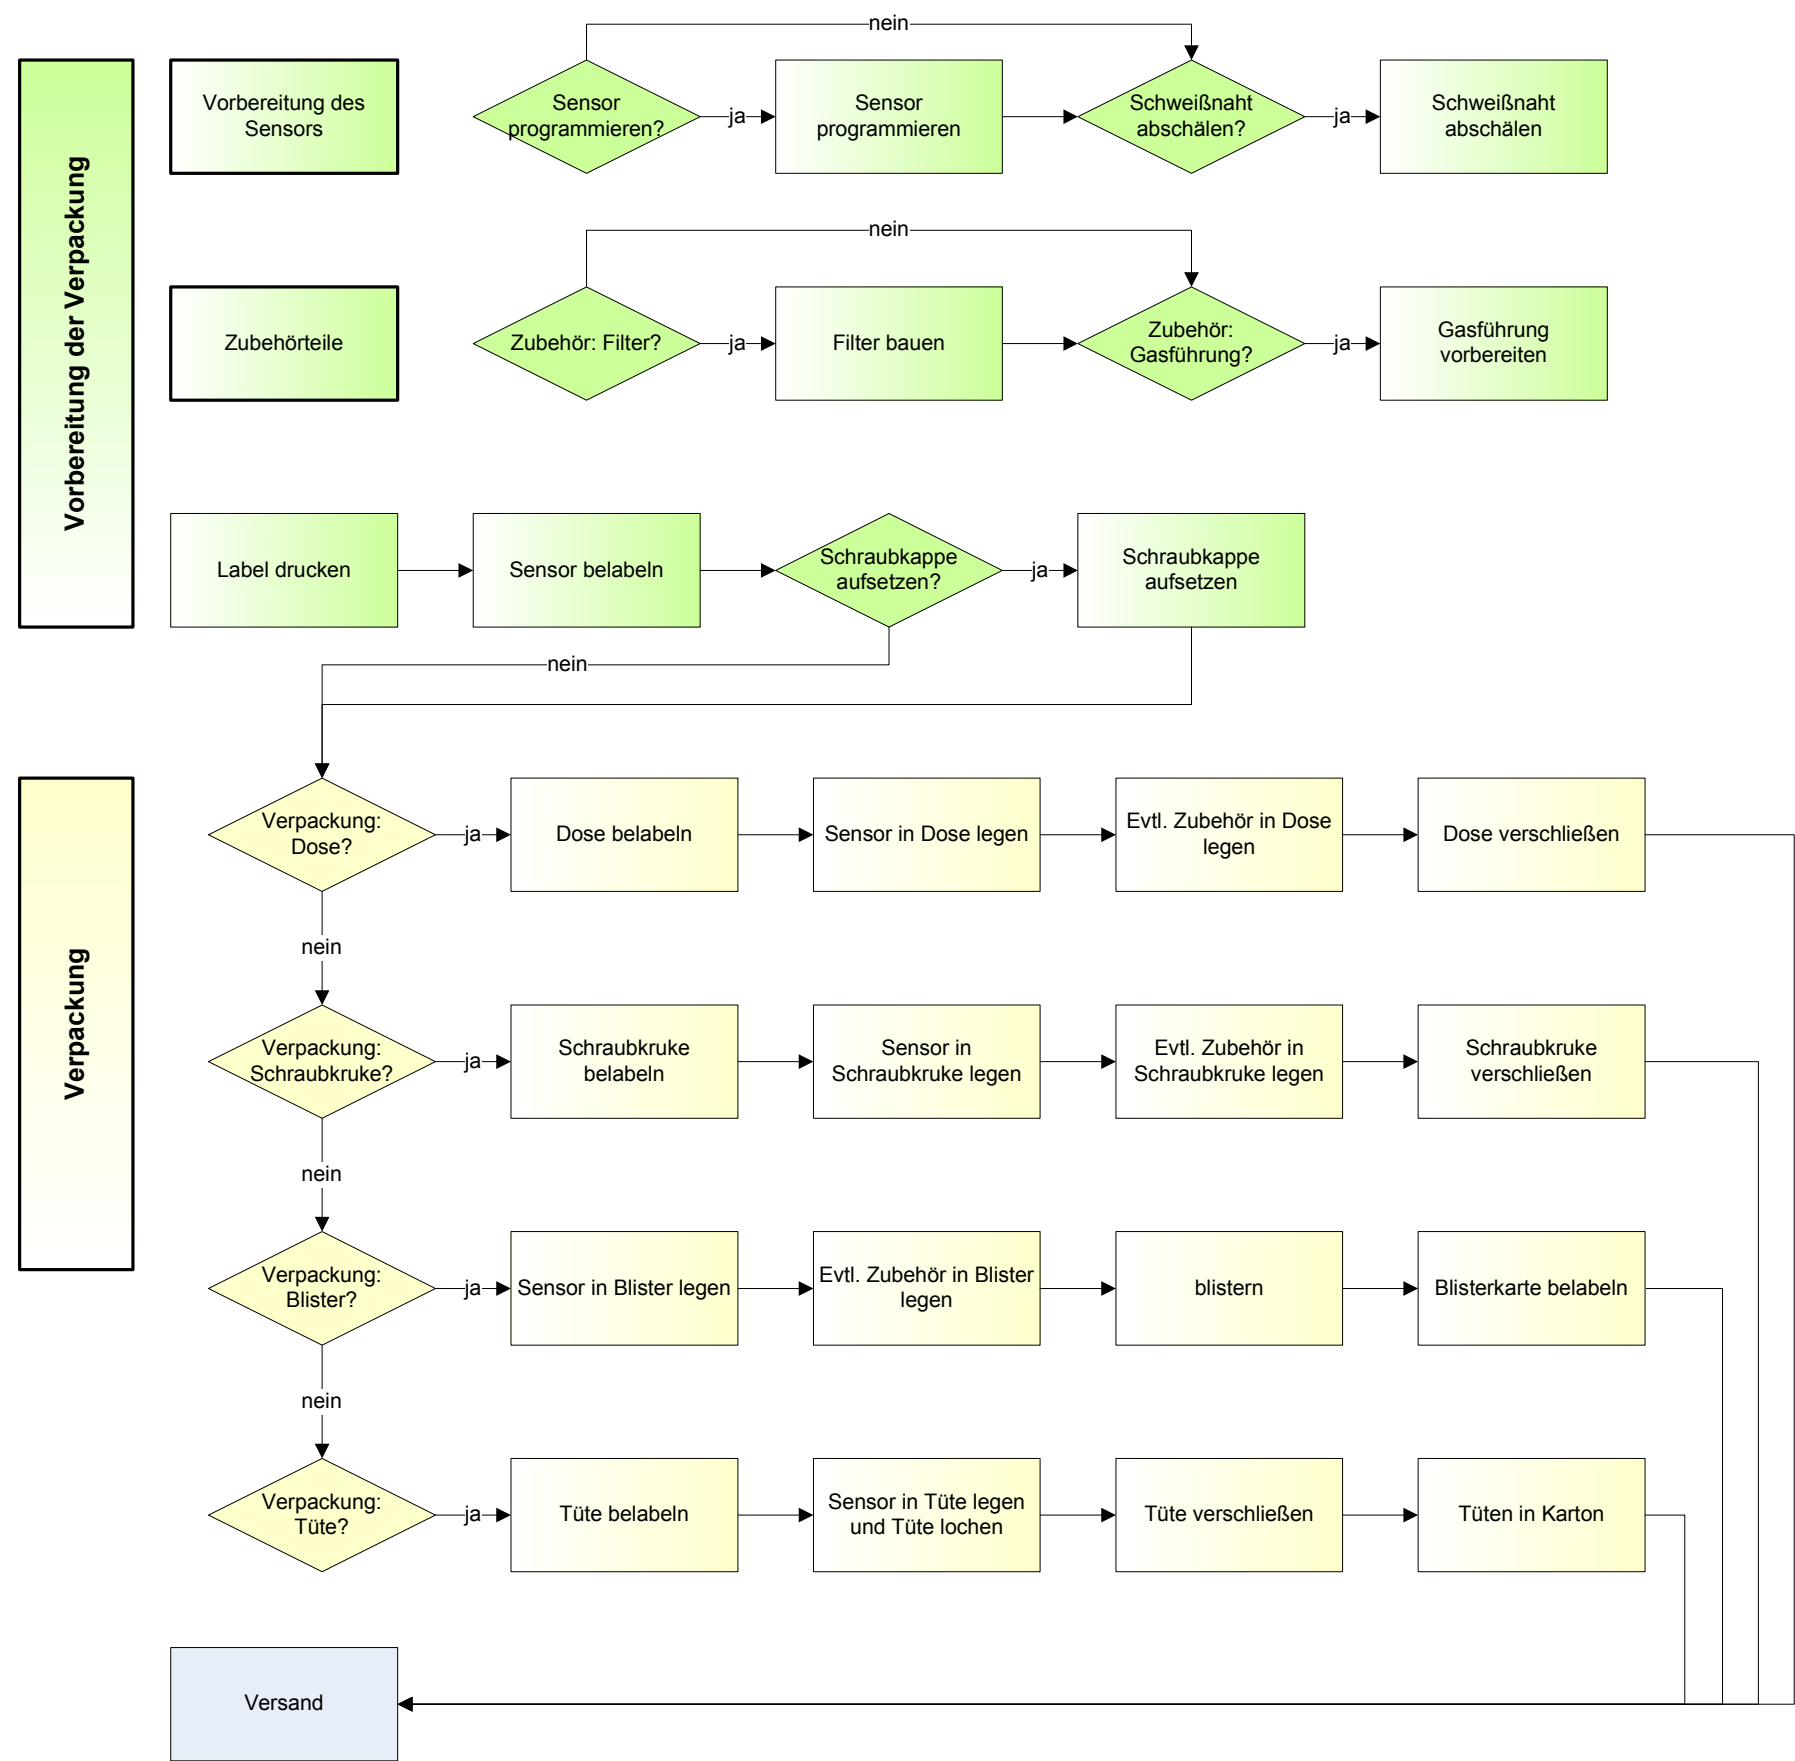 nein
Vorbereitung der Verpackung
Vorbereitung des
Sensors
Sensor
programmieren?
ja
Sensor
programmieren
Schweißnaht
abschälen?
ja
Schweißnaht
abschälen
nein
Zubehörteile
Zubehör: Filter?
ja
Filter bauen
Zubehör:
Gasführung?
ja
Gasführung
vorbereiten
Label drucken
Sensor belabeln
Schraubkappe
aufsetzen?
ja
Schraubkappe
aufsetzen
nein
Verpackung
Verpackung:
Dose?
ja
Dose belabeln
Sensor in Dose legen
Evtl. Zubehör in Dose
legen
Dose verschließen
nein
Verpackung:
Schraubkruke?
ja
Schraubkruke
belabeln
Sensor in
Schraubkruke legen
Evtl. Zubehör in
Schraubkruke legen
Schraubkruke
verschließen
nein
Verpackung:
Blister?
ja
Sensor in Blister legen
Evtl. Zubehör in Blister
legen
blistern
Blisterkarte belabeln
nein
Verpackung:
Tüte?
ja
Tüte belabeln
Sensor in Tüte legen
und Tüte lochen
Tüte verschließen
Tüten in Karton
Versand